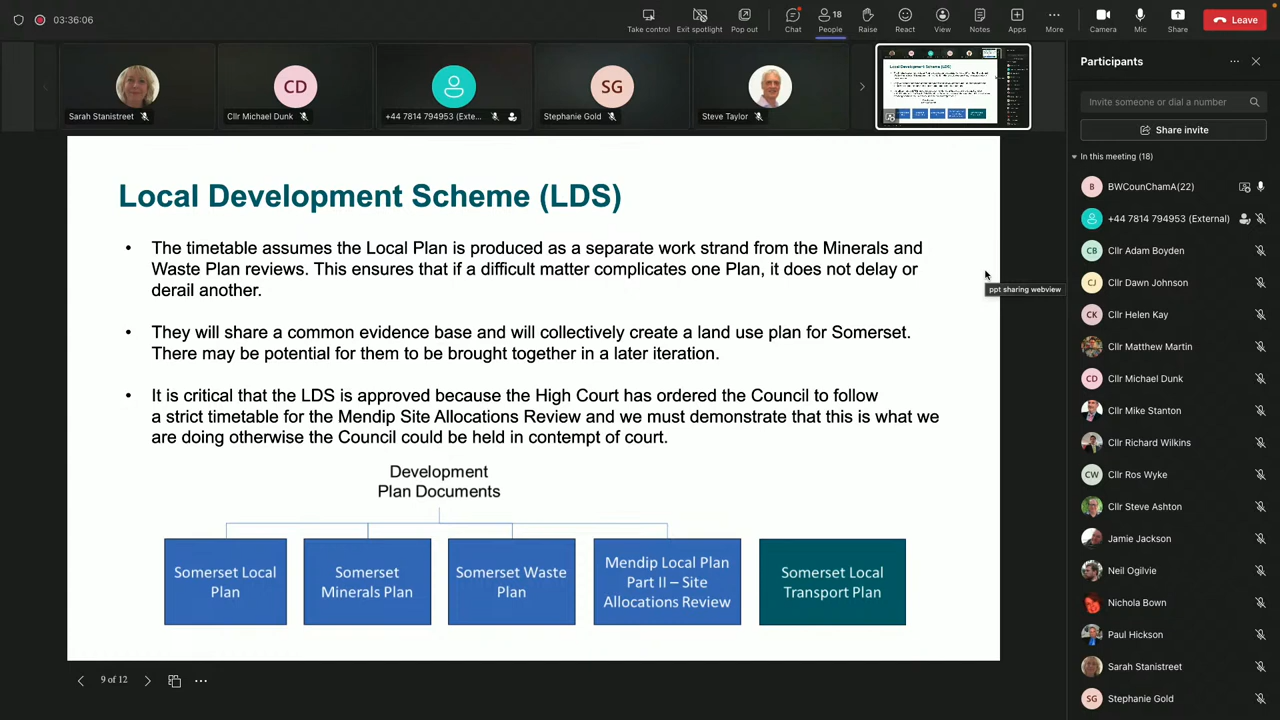 03:36:06
Take control
Exit spotlight
Pop out
Chat
18
People
Raise
React
View
Notes
Apps
More
Camera
Mic
Share
Leave
Sarah Stanistreet
CD
Cllr Michael Dunk
+44 7814 794953 (Exte...
SG
Stephanie Gold
Steve Taylor
Local Development Scheme (LDS)
• The timetable assumes the Local Plan is produced as a separate work strand from the Minerals and
Waste Plan reviews. This ensures that if a difficult matter complicates one Plan, it does not delay or
derail another.
• They will share a common evidence base and will collectively create a land use plan for Somerset.
There may be potential for them to be brought together in a later iteration.
• It is critical that the LDS is approved because the High Court has ordered the Council to follow
a strict timetable for the Mendip Site Allocations Review and we must demonstrate that this is what we
are doing otherwise the Council could be held in contempt of court.
Development
Plan Documents
Somerset Local
Plan
Somerset
Minerals Plan
Somerset Waste
Plan
Mendip Local Plan
Part II – Site
Allocations Review
Somerset Local
Transport Plan
ppt sharing webview
9 of 12
Participants
Invite someone or dial a number
Share invite
In this meeting (18)
B
BWCounChamA(22)
+44 7814 794953 (External)
CB
Cllr Adam Boyden
CJ
Cllr Dawn Johnson
CK
Cllr Helen Kay
Cllr Matthew Martin
CD
Cllr Michael Dunk
Cllr Mike Stanton
Cllr Richard Wilkins
CW
Cllr Ros Wyke
Cllr Steve Ashton
Jamie Jackson
Neil Ogilvie
Nichola Bown
Paul Hickson
Sarah Stanistreet
SG
Stephanie Gold